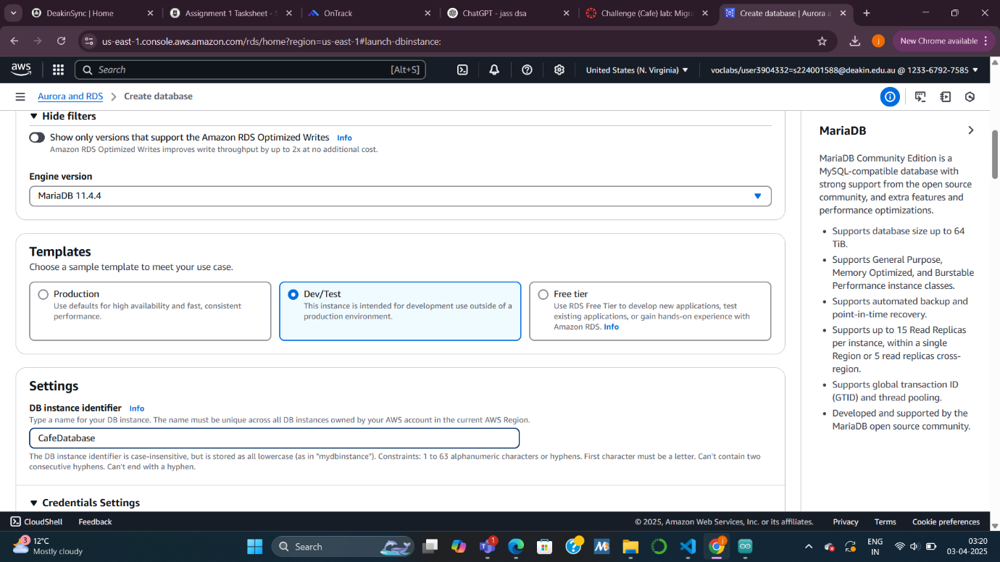 DeakinSync | Home
Assignment 1 Tasksheet - S
OnTrack
ChatGPT - jass dsa
Challenge (Cafe) lab: Migra
Create database | Aurora a
us-east-1.console.aws.amazon.com/rds/home?region=us-east-1#launch-dbinstance:
j
New Chrome available
aws
Search
[Alt+S]
United States (N. Virginia)
voclabs/user3904332=s224001588@deakin.edu.au @ 1233-6792-7585
Aurora and RDS
Create database
Hide filters
Show only versions that support the Amazon RDS Optimized Writes Info
Amazon RDS Optimized Writes improves write throughput by up to 2x at no additional cost.
Engine version
MariaDB 11.4.4
Templates
Choose a sample template to meet your use case.
Production
Use defaults for high availability and fast, consistent
performance.
Dev/Test
This instance is intended for development use outside of a
production environment.
Free tier
Use RDS Free Tier to develop new applications, test
existing applications, or gain hands-on experience with
Amazon RDS. Info
Settings
DB instance identifier Info
Type a name for your DB instance. The name must be unique across all DB instances owned by your AWS account in the current AWS Region.
CafeDatabase
The DB instance identifier is case-insensitive, but is stored as all lowercase (as in "mydbinstance"). Constraints: 1 to 63 alphanumeric characters or hyphens. First character must be a letter. Can't contain two
consecutive hyphens. Can't end with a hyphen.
Credentials Settings
MariaDB
MariaDB Community Edition is a
MySQL-compatible database with
strong support from the open source
community, and extra features and
performance optimizations.
• Supports database size up to 64
TiB.
• Supports General Purpose,
Memory Optimized, and Burstable
Performance instance classes.
• Supports automated backup and
point-in-time recovery.
• Supports up to 15 Read Replicas
per instance, within a single
Region or 5 read replicas cross-
region.
• Supports global transaction ID
(GTID) and thread pooling.
• Developed and supported by the
MariaDB open source community.
CloudShell
Feedback
© 2025, Amazon Web Services, Inc. or its affiliates.
Privacy
Terms
Cookie preferences
3
12°C
Mostly cloudy
Search
1
j
ENG
IN
03:20
03-04-2025